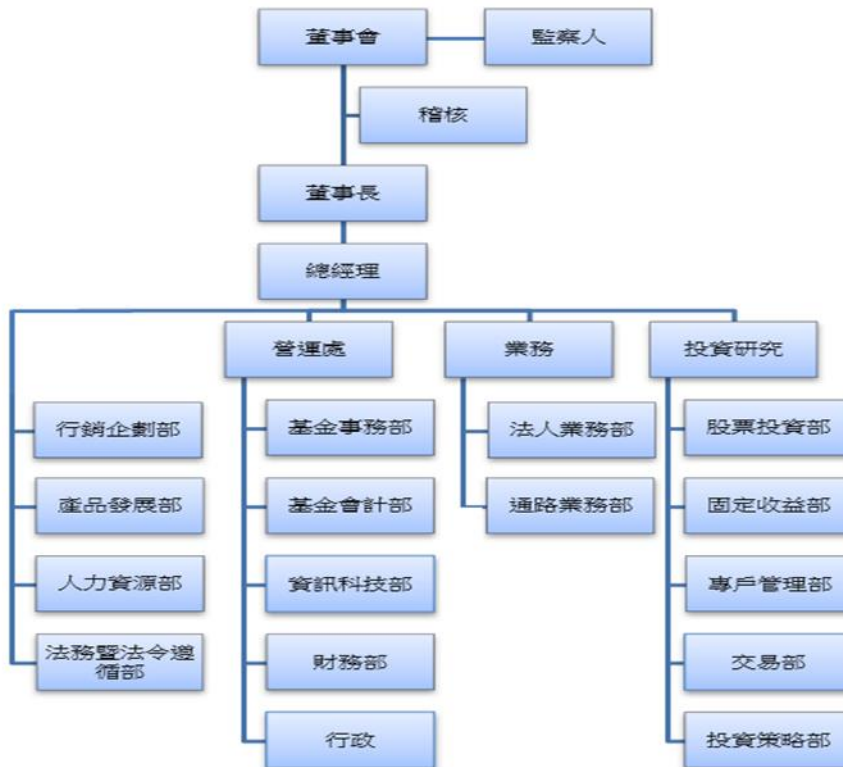 董事會
監察人
稽核
董事長
總經理
營運處
業務
投資研究
行銷企劃部
基金事務部
法人業務部
股票投資部
產品發展部
基金會計部
通路業務部
固定收益部
人力資源部
資訊科技部
專戶管理部
法務暨法令遵
循部
財務部
交易部
行政
投資策略部